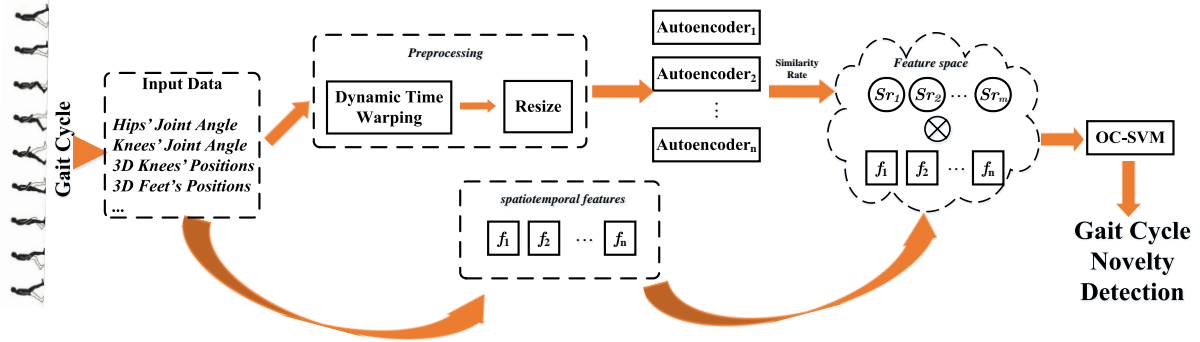 Gait Cycle
Input Data
Hips' Joint Angle
Knees' Joint Angle
3D Knees' Positions
3D Feet's Positions
...
Preprocessing
Dynamic Time
Warping
Resize
Autoencoder₁
Autoencoder₂
⋮
Autoencoderₙ
spatiotemporal features
f₁ f₂ ... fₙ
Similarity
Rate
Feature space
Sr₁ Sr₂ ... Srₘ
⊗
f₁ f₂ ... fₙ
OC-SVM
Gait Cycle
Novelty
Detection